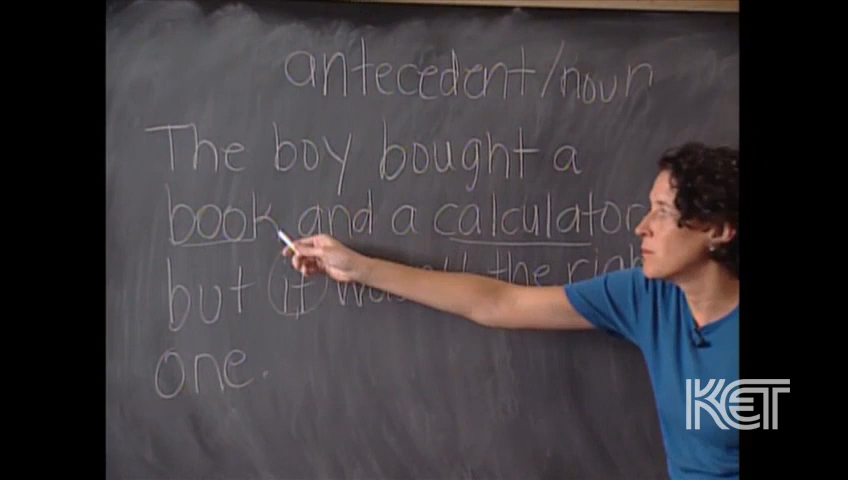 antecedent/noun
The boy bought a
book and a calculator
but it the
one.
KET